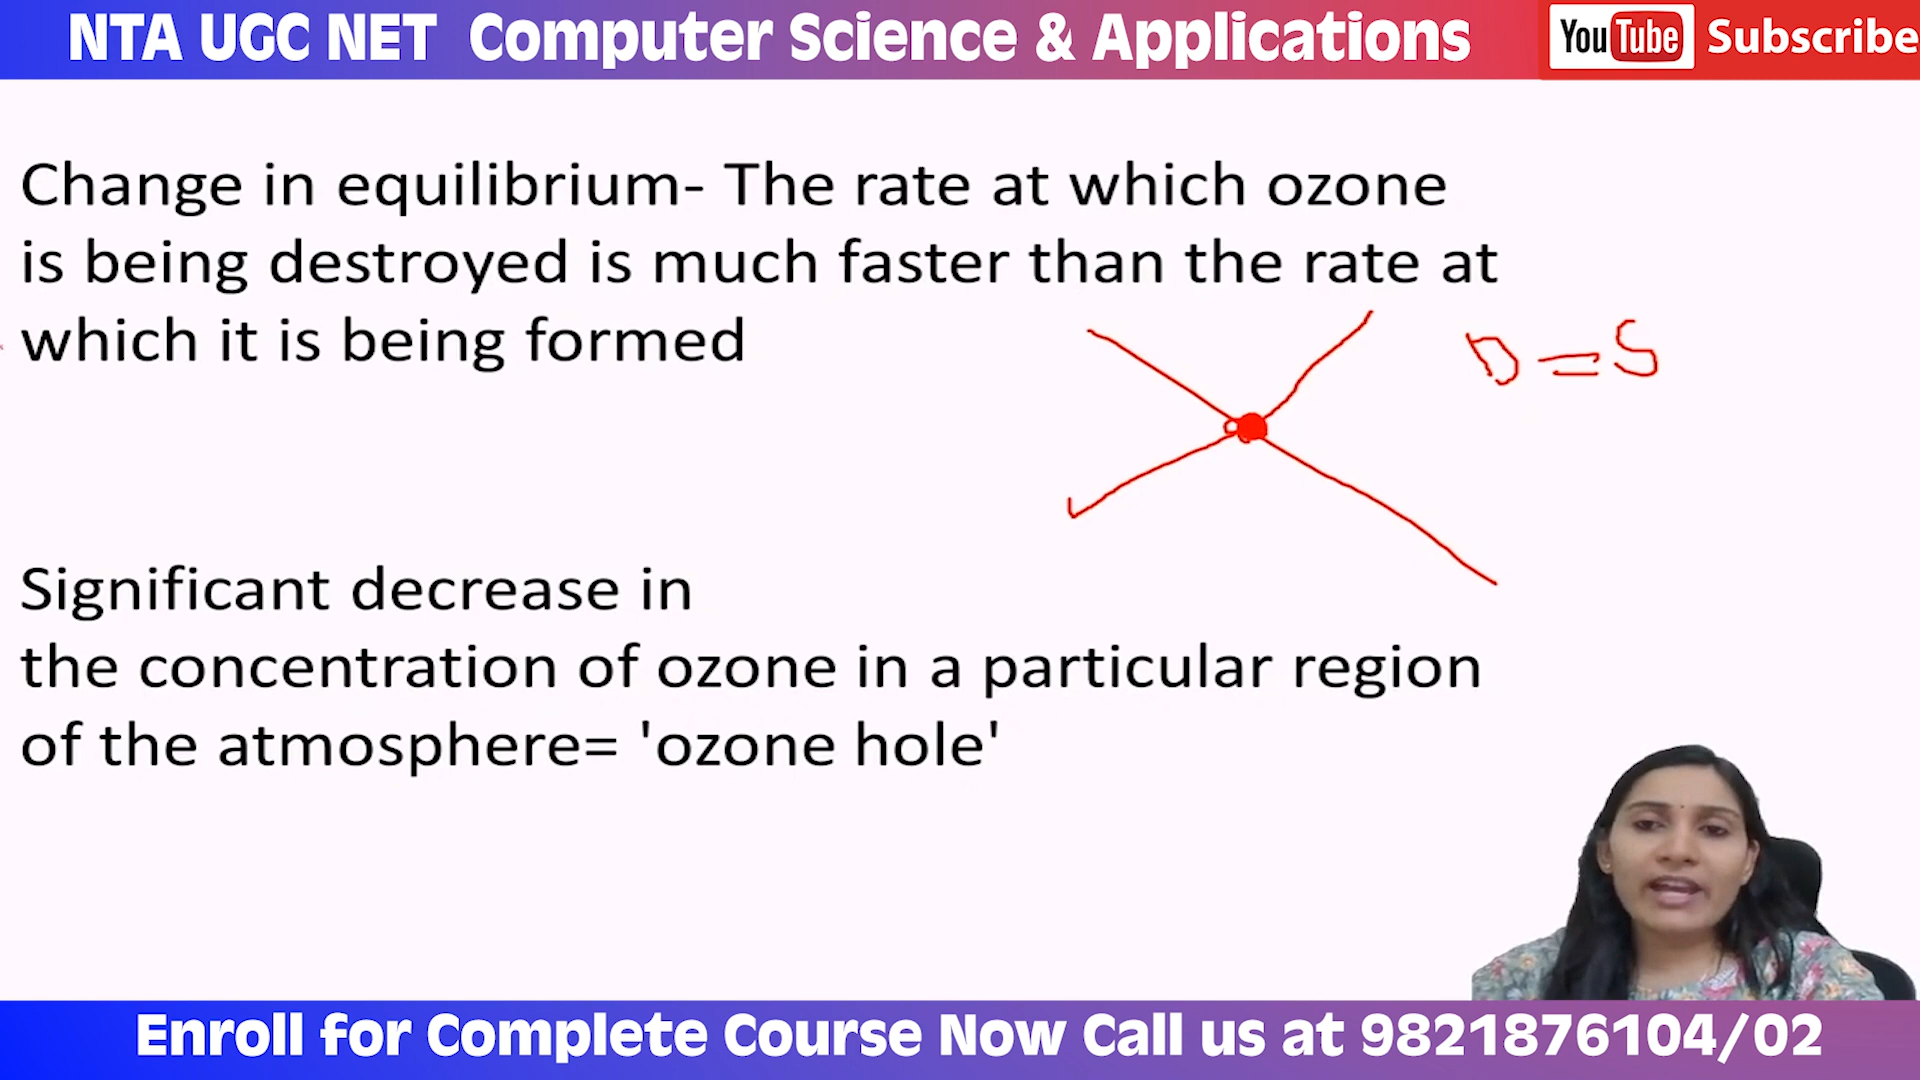 NTA UGC NET Computer Science & Applications
YouTube Subscribe
Change in equilibrium- The rate at which ozone
is being destroyed is much faster than the rate at
which it is being formed
D=S
Significant decrease in
the concentration of ozone in a particular region
of the atmosphere= 'ozone hole'
Enroll for Complete Course Now Call us at 9821876104/02